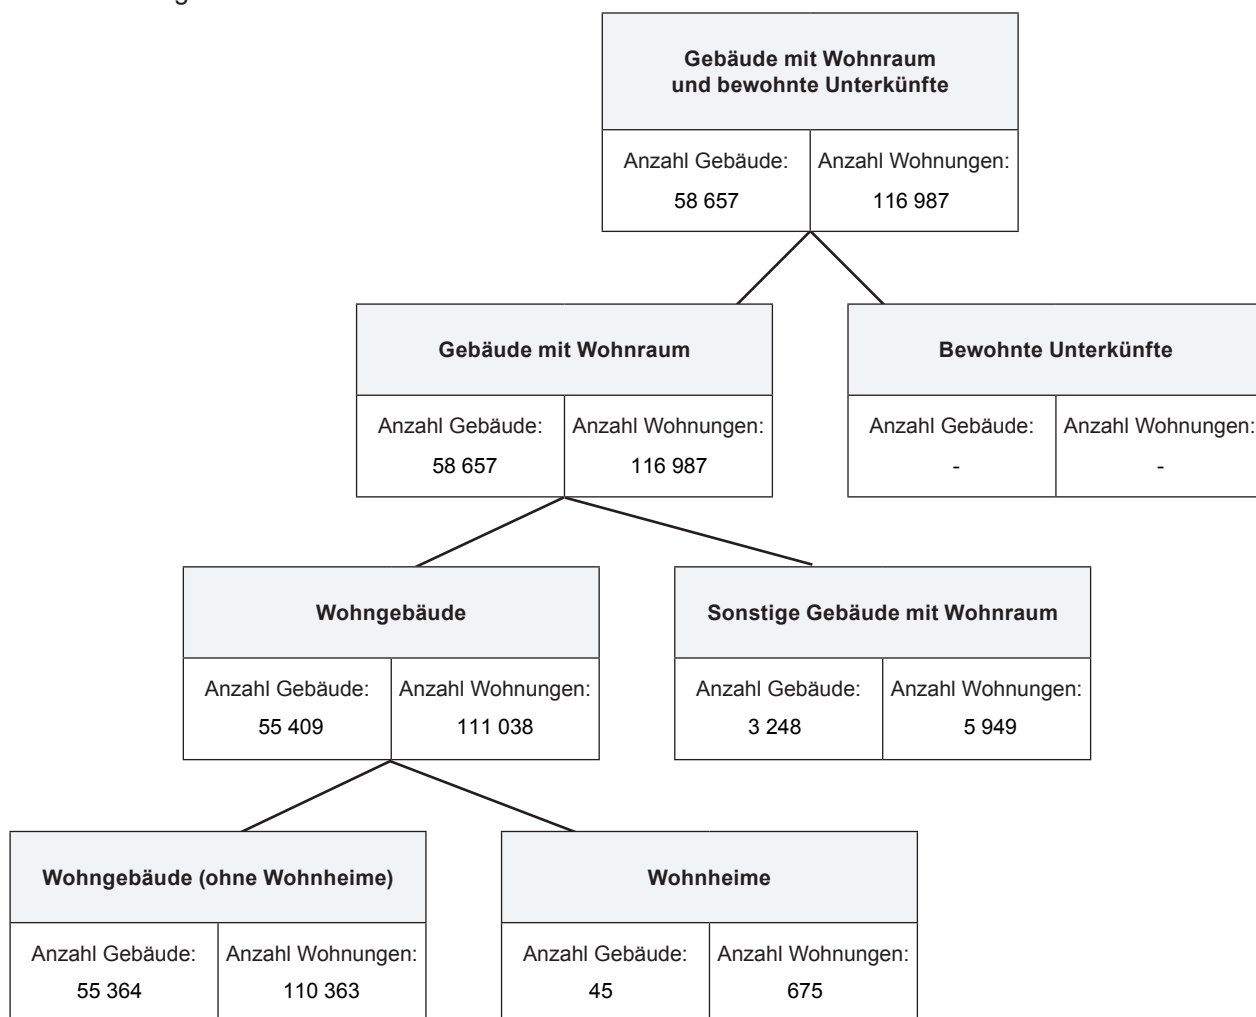 Gebäude mit Wohnraum
und bewohnte Unterkünfte
Anzahl Gebäude:
58 657
Anzahl Wohnungen:
116 987
Gebäude mit Wohnraum
Anzahl Gebäude:
58 657
Anzahl Wohnungen:
116 987
Bewohnte Unterkünfte
Anzahl Gebäude:
-
Anzahl Wohnungen:
-
Wohngebäude
Anzahl Gebäude:
55 409
Anzahl Wohnungen:
111 038
Sonstige Gebäude mit Wohnraum
Anzahl Gebäude:
3 248
Anzahl Wohnungen:
5 949
Wohngebäude (ohne Wohnheime)
Anzahl Gebäude:
55 364
Anzahl Wohnungen:
110 363
Wohnheime
Anzahl Gebäude:
45
Anzahl Wohnungen:
675